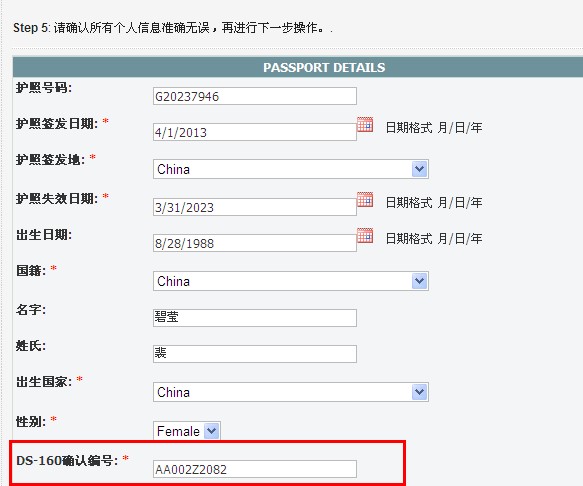 Step 5: 请确认所有个人信息准确无误，再进行下一步操作。.
PASSPORT DETAILS
护照号码:
G20237946
护照签发日期: *
4/1/2013
日期格式 月/日/年
护照签发地: *
China
护照失效日期: *
3/31/2023
日期格式 月/日/年
出生日期:
8/28/1988
日期格式 月/日/年
国籍: *
China
名字:
碧莹
姓氏:
裴
出生国家: *
China
性别: *
Female
DS-160确认编号: *
AA002Z2082